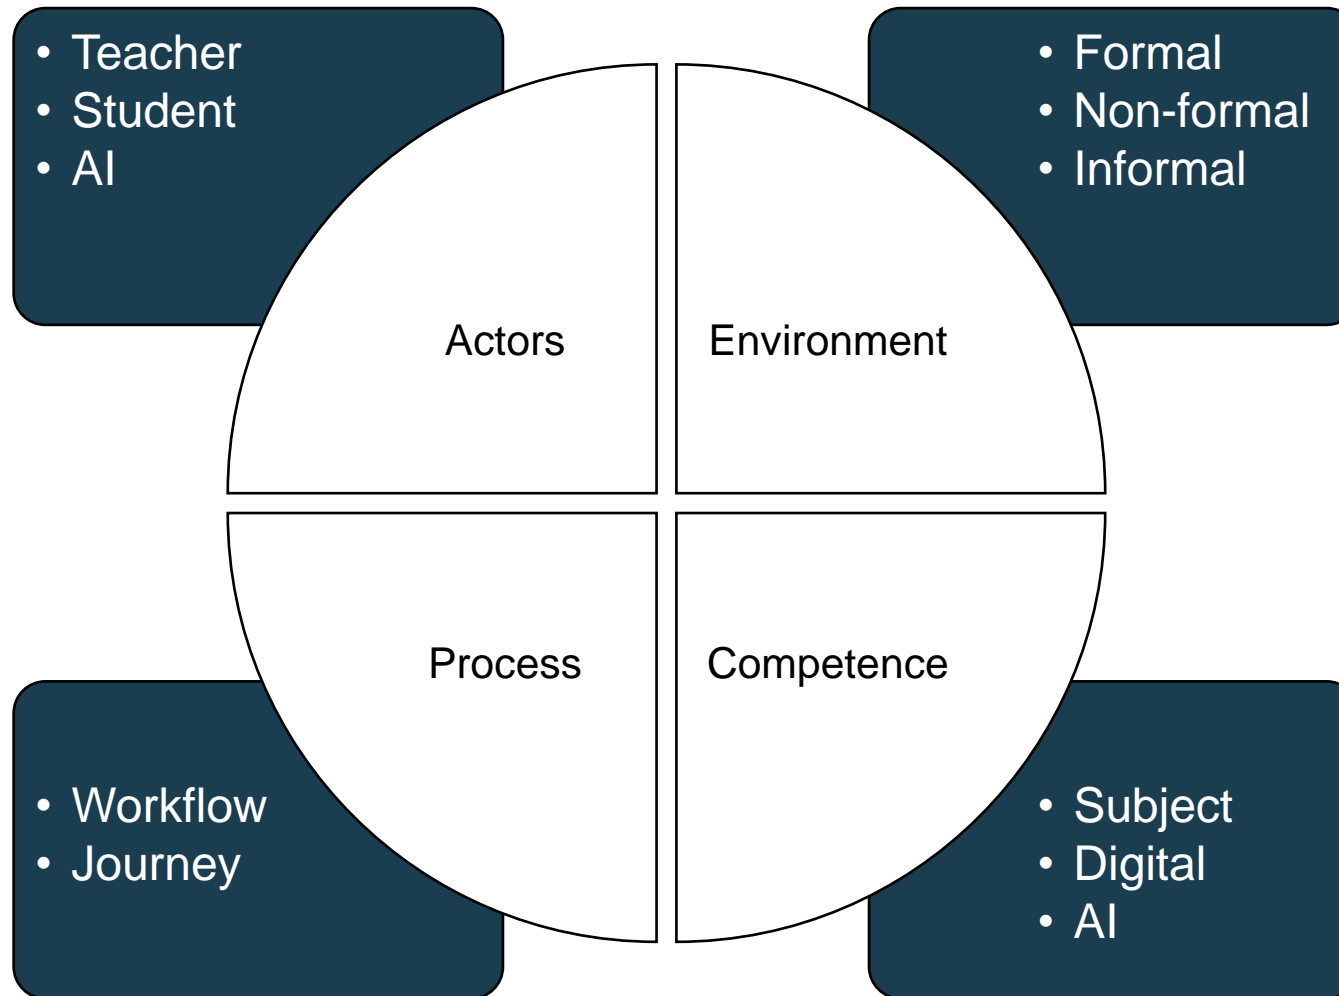 • Teacher
• Student
• AI
• Formal
• Non-formal
• Informal
Actors
Environment
Process
Competence
• Workflow
• Journey
• Subject
• Digital
• AI